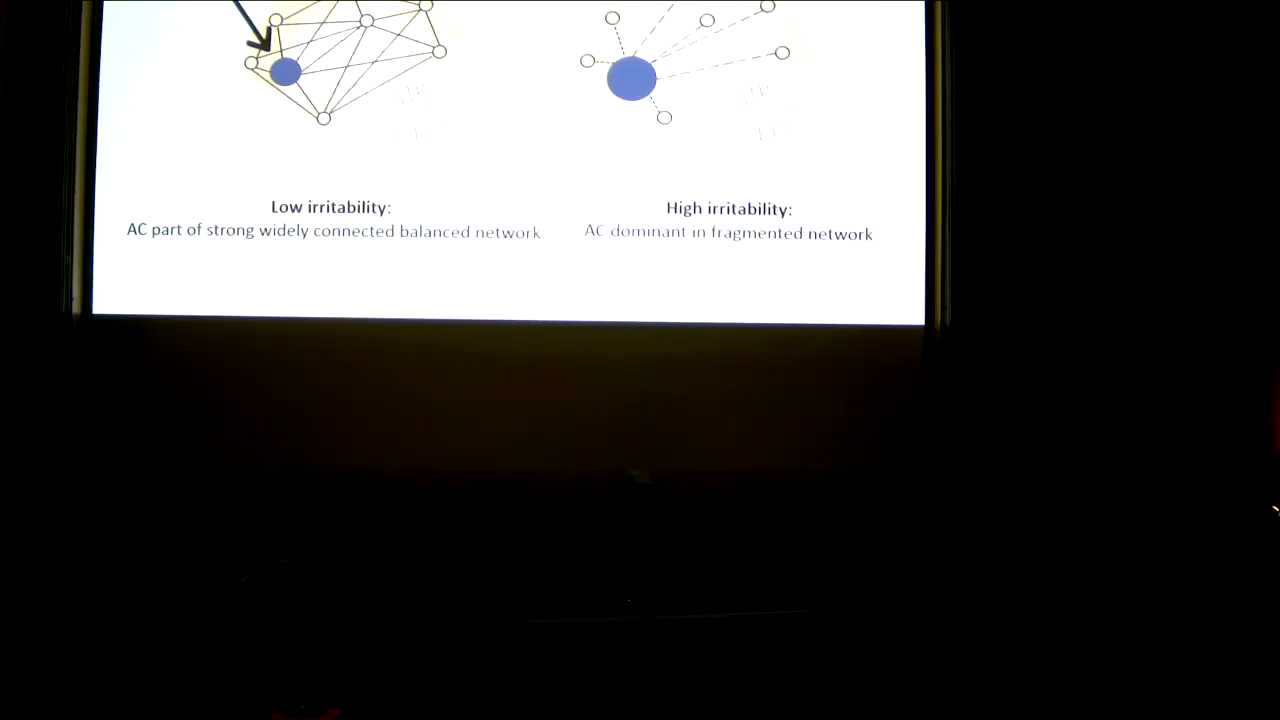 Low irritability:
AC part of strong widely connected balanced network
High irritability:
AC dominant in fragmented network